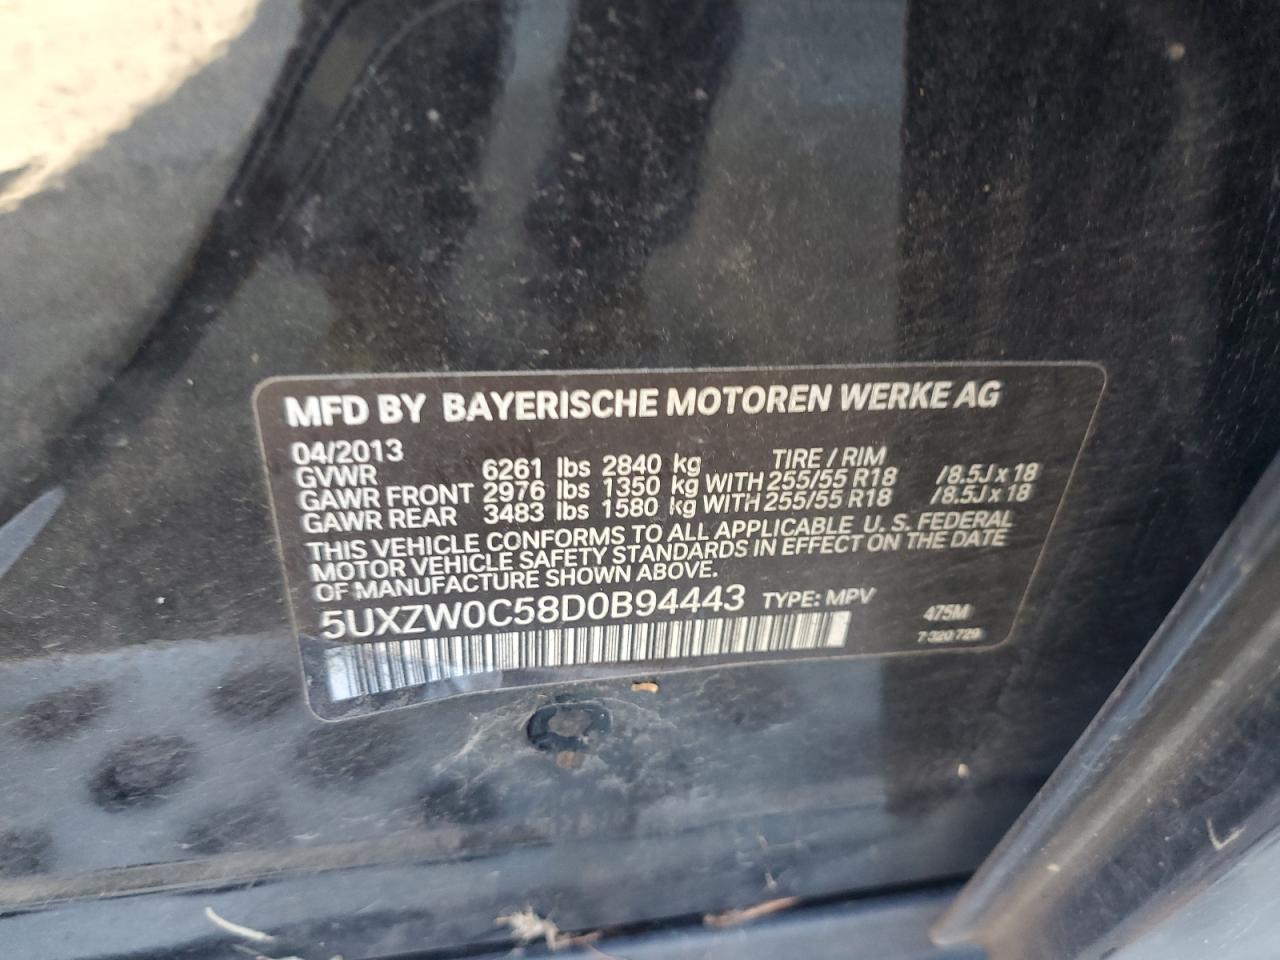 MFD BY BAYERISCHE MOTOREN WERKE AG
04/2013 TIRE / RIM
GVWR 6261 lbs 2840 kg
GAWR FRONT 2976 lbs 1350 kg WITH 255/55 R18 /8.5J x 18
GAWR REAR 3483 lbs 1580 kg WITH 255/55 R18 /8.5J x 18
THIS VEHICLE CONFORMS TO ALL APPLICABLE U. S. FEDERAL
MOTOR VEHICLE SAFETY STANDARDS IN EFFECT ON THE DATE
OF MANUFACTURE SHOWN ABOVE.
5UXZW0C58D0B94443 TYPE: MPV
475M
7 320 729